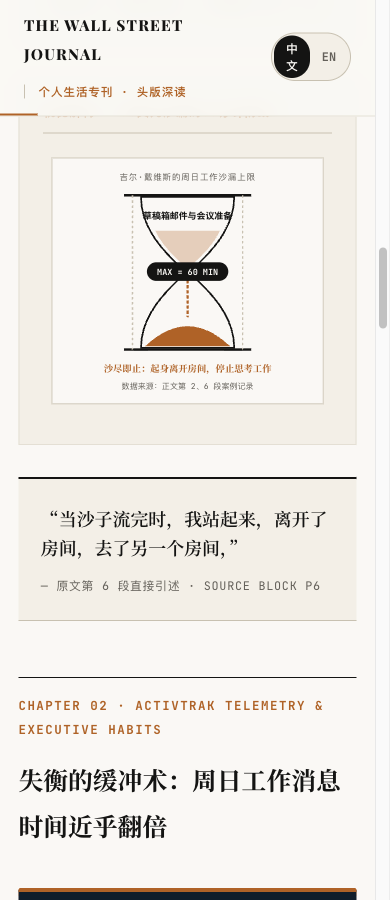 THE WALL STREET
JOURNAL
个人生活专刊 · 头版深读
中
文
EN
吉尔·戴维斯的周日工作沙漏上限
草稿箱邮件与会议准备
MAX = 60 MIN
沙尽即止：起身离开房间，停止思考工作
数据来源：正文第 2、6 段案例记录
“当沙子流完时，我站起来，离开了
房间，去了另一个房间，”
— 原文第 6 段直接引述 · SOURCE BLOCK P6
CHAPTER 02 · ACTIVTRAK TELEMETRY &
EXECUTIVE HABITS
失衡的缓冲术：周日工作消息
时间近乎翻倍